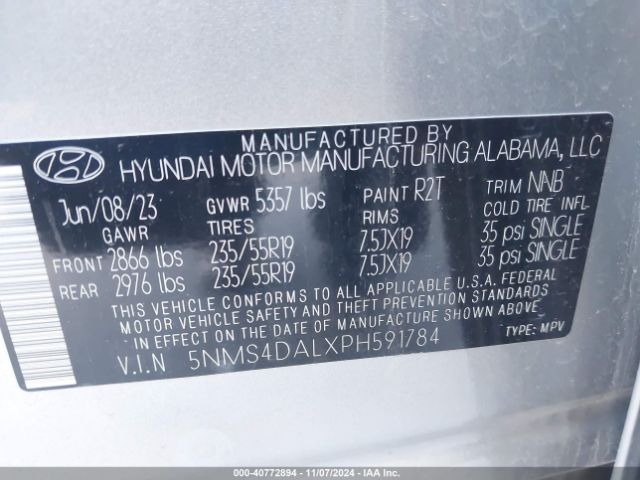 MANUFACTURED BY
HYUNDAI MOTOR MANUFACTURING ALABAMA, LLC
Jun/08/23 GVWR 5357 lbs PAINT R2T TRIM NNB
GAWR TIRES RIMS COLD TIRE INFL
FRONT 2866 lbs 235/55R19 7.5JX19 35 psi SINGLE
REAR 2976 lbs 235/55R19 7.5JX19 35 psi SINGLE
THIS VEHICLE CONFORMS TO ALL APPLICABLE U.S.A. FEDERAL
MOTOR VEHICLE SAFETY AND THEFT PREVENTION STANDARDS
IN EFFECT ON THE DATE OF MANUFACTURE SHOWN ABOVE.
V.I.N 5NMS4DALXPH591784 TYPE: MPV
000-40772894 - 11/07/2024 - IAAI.COM